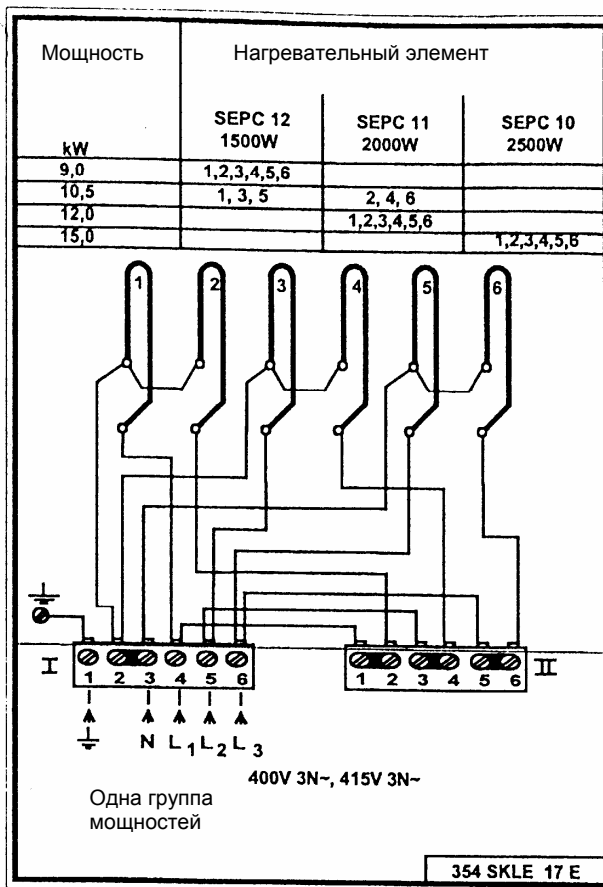 Мощность Нагревательный элемент
SEPC 12 SEPC 11 SEPC 10
kW 1500W 2000W 2500W
9,0 1,2,3,4,5,6
10,5 1, 3, 5 2, 4, 6
12,0 1,2,3,4,5,6
15,0 1,2,3,4,5,6
1 2 3 4 5 6
I 1 2 3 4 5 6 1 2 3 4 5 6 II
N L1 L2 L3
400V 3N~, 415V 3N~
Одна группа
мощностей
354 SKLE 17 E